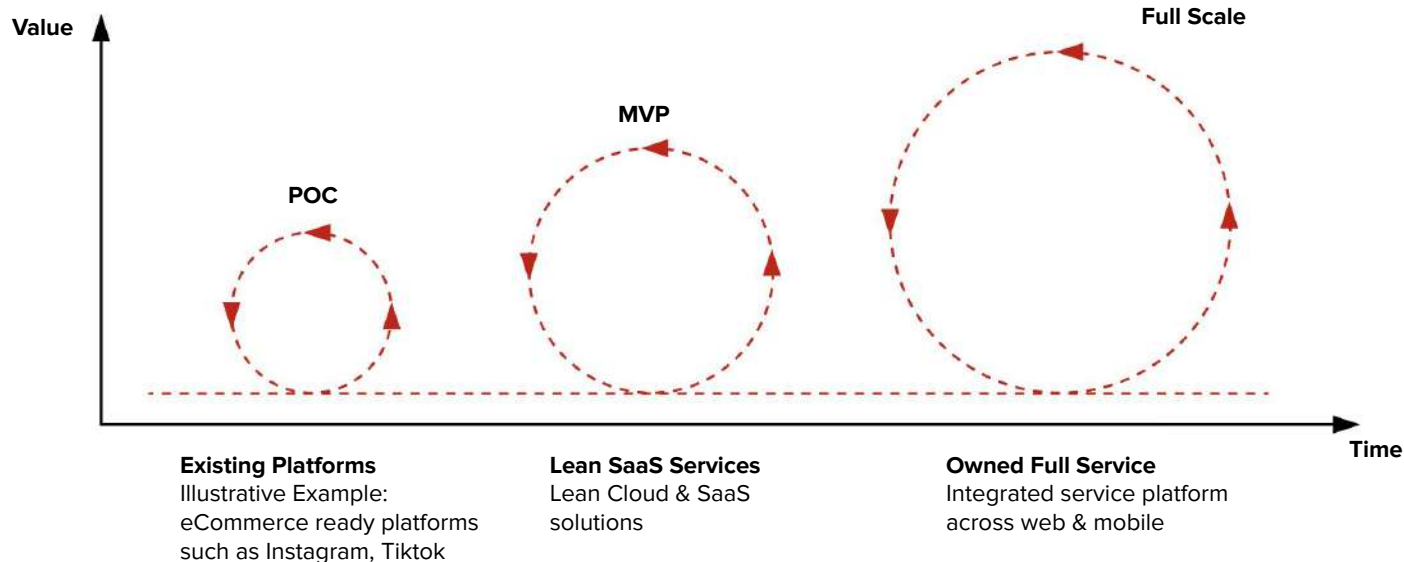 Value
Full Scale
MVP
POC
Time
Existing Platforms
Illustrative Example:
eCommerce ready platforms
such as Instagram, Tiktok
Lean SaaS Services
Lean Cloud & SaaS
solutions
Owned Full Service
Integrated service platform
across web & mobile